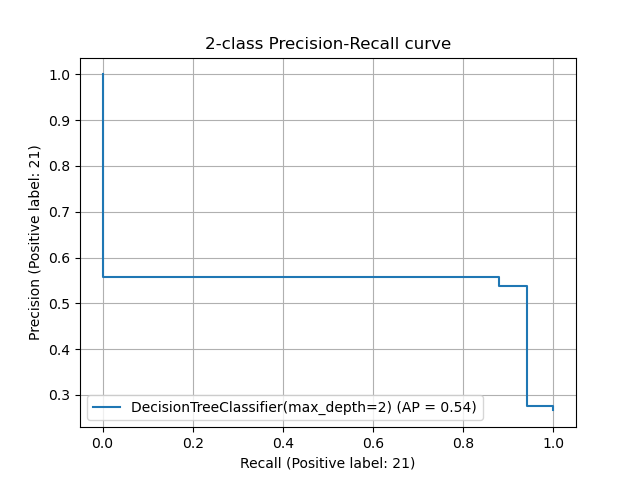 2-class Precision-Recall curve
1.0
0.9
0.8
0.7
0.6
0.5
0.4
0.3
Precision (Positive label: 21)
DecisionTreeClassifier(max_depth=2) (AP = 0.54)
0.0 0.2 0.4 0.6 0.8 1.0
Recall (Positive label: 21)